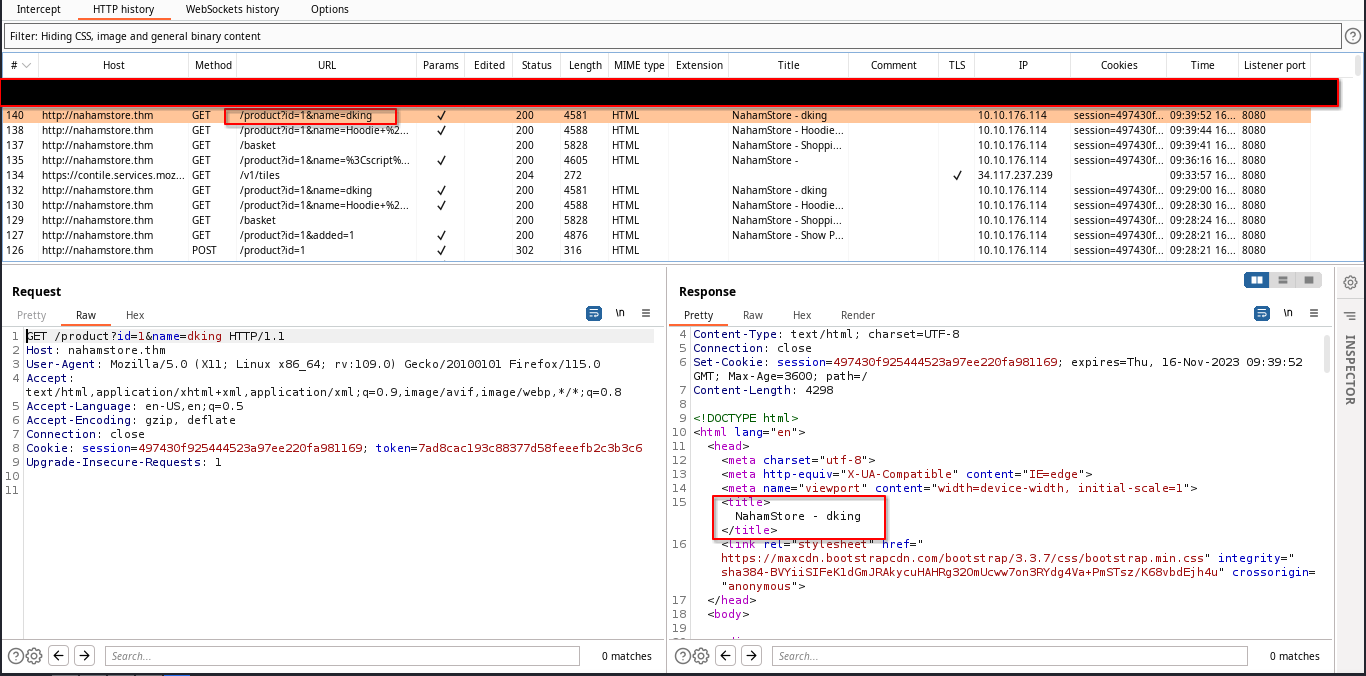 Intercept HTTP history WebSockets history Options
Filter: Hiding CSS, image and general binary content
# Host Method URL Params Edited Status Length MIME type Extension Title Comment TLS IP Cookies Time Listener port
140 http://nahamstore.thm GET /product?id=1&name=dking ✓ 200 4581 HTML NahamStore - dking 10.10.176.114 session=497430f... 09:39:52 16... 8080
138 http://nahamstore.thm GET /product?id=1&name=Hoodie+%2... ✓ 200 4588 HTML NahamStore - Hoodie... 10.10.176.114 session=497430f... 09:39:44 16... 8080
137 http://nahamstore.thm GET /basket 200 5828 HTML NahamStore - Shoppi... 10.10.176.114 session=497430f... 09:39:41 16... 8080
135 http://nahamstore.thm GET /product?id=1&name=%3Cscript%... ✓ 200 4605 HTML NahamStore - 10.10.176.114 session=497430f... 09:36:16 16... 8080
134 https://contile.services.moz... GET /v1/tiles 204 272 ✓ 34.117.237.239 09:33:57 16... 8080
132 http://nahamstore.thm GET /product?id=1&name=dking ✓ 200 4581 HTML NahamStore - dking 10.10.176.114 session=497430f... 09:29:00 16... 8080
130 http://nahamstore.thm GET /product?id=1&name=Hoodie+%2... ✓ 200 4588 HTML NahamStore - Hoodie... 10.10.176.114 session=497430f... 09:28:30 16... 8080
129 http://nahamstore.thm GET /basket 200 5828 HTML NahamStore - Shoppi... 10.10.176.114 session=497430f... 09:28:24 16... 8080
127 http://nahamstore.thm GET /product?id=1&added=1 ✓ 200 4876 HTML NahamStore - Show P... 10.10.176.114 session=497430f... 09:28:21 16... 8080
126 http://nahamstore.thm POST /product?id=1 ✓ 302 316 HTML 10.10.176.114 session=497430f... 09:28:21 16... 8080
Request
Pretty Raw Hex \n
1 GET /product?id=1&name=dking HTTP/1.1
2 Host: nahamstore.thm
3 User-Agent: Mozilla/5.0 (X11; Linux x86_64; rv:109.0) Gecko/20100101 Firefox/115.0
4 Accept:
text/html,application/xhtml+xml,application/xml;q=0.9,image/avif,image/webp,*/*;q=0.8
5 Accept-Language: en-US,en;q=0.5
6 Accept-Encoding: gzip, deflate
7 Connection: close
8 Cookie: session=497430f925444523a97ee220fa981169; token=7ad8cac193c88377d58feeefb2c3b3c6
9 Upgrade-Insecure-Requests: 1
10
11
Search...
0 matches
Response
Pretty Raw Hex Render \n
4 Content-Type: text/html; charset=UTF-8
5 Connection: close
6 Set-Cookie: session=497430f925444523a97ee220fa981169; expires=Thu, 16-Nov-2023 09:39:52
GMT; Max-Age=3600; path=/
7 Content-Length: 4298
8
9 <!DOCTYPE html>
10 <html lang="en">
11 <head>
12 <meta charset="utf-8">
13 <meta http-equiv="X-UA-Compatible" content="IE=edge">
14 <meta name="viewport" content="width=device-width, initial-scale=1">
15 <title>
NahamStore - dking
</title>
16 <link rel="stylesheet" href="
https://maxcdn.bootstrapcdn.com/bootstrap/3.3.7/css/bootstrap.min.css" integrity="
sha384-BVYiiSIFeK1dGmJRAkycuHAHRg32OmUcww7on3RYdg4Va+PmSTsz/K68vbdEjh4u" crossorigin=
"anonymous">
17 </head>
18 <body>
19
Search...
0 matches
INSPECTOR